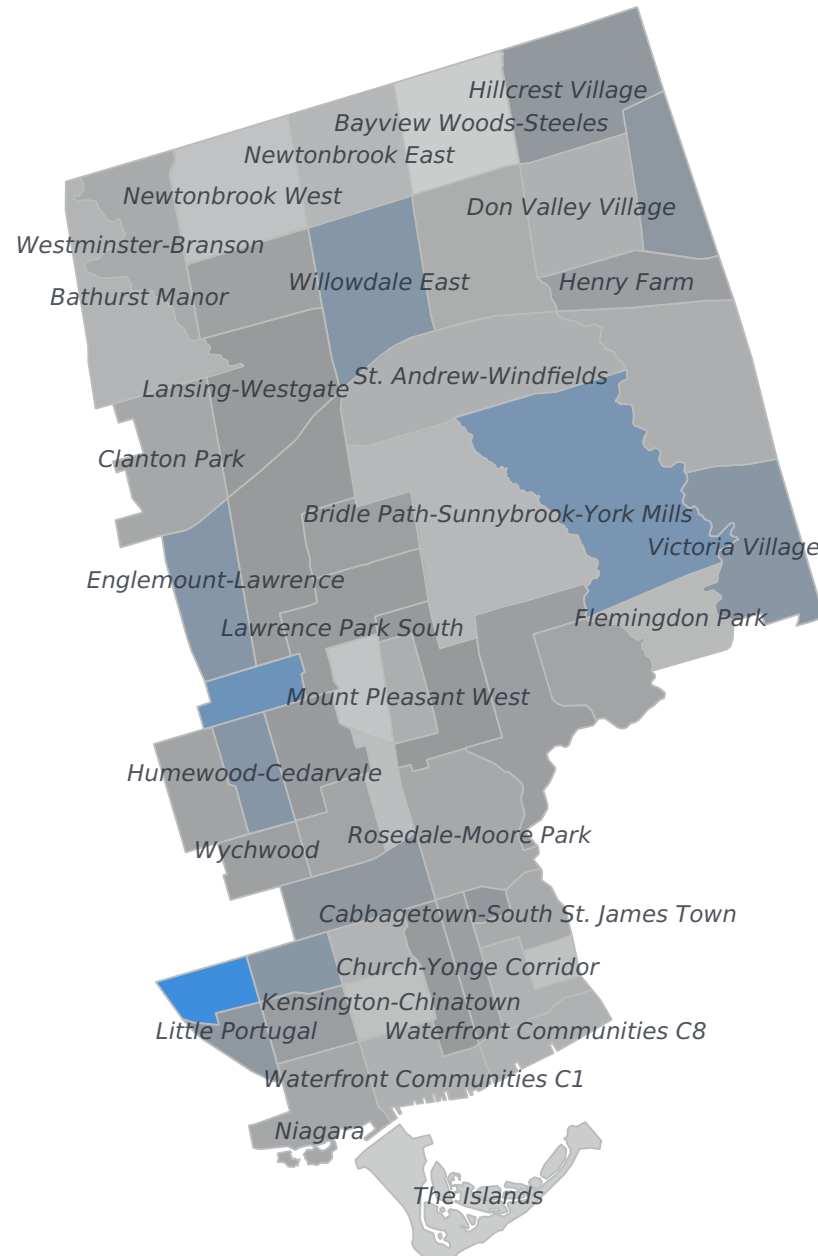 Hillcrest Village
Bayview Woods-Steeles
Newtonbrook East
Newtonbrook West
Don Valley Village
Westminster-Branson
Willowdale East
Henry Farm
Bathurst Manor
St. Andrew-Windfields
Lansing-Westgate
Clanton Park
Bridle Path-Sunnybrook-York Mills
Victoria Village
Englemount-Lawrence
Flemingdon Park
Lawrence Park South
Mount Pleasant West
Humewood-Cedarvale
Rosedale-Moore Park
Wychwood
Cabbagetown-South St. James Town
Church-Yonge Corridor
Kensington-Chinatown
Little Portugal
Waterfront Communities C8
Waterfront Communities C1
Niagara
The Islands